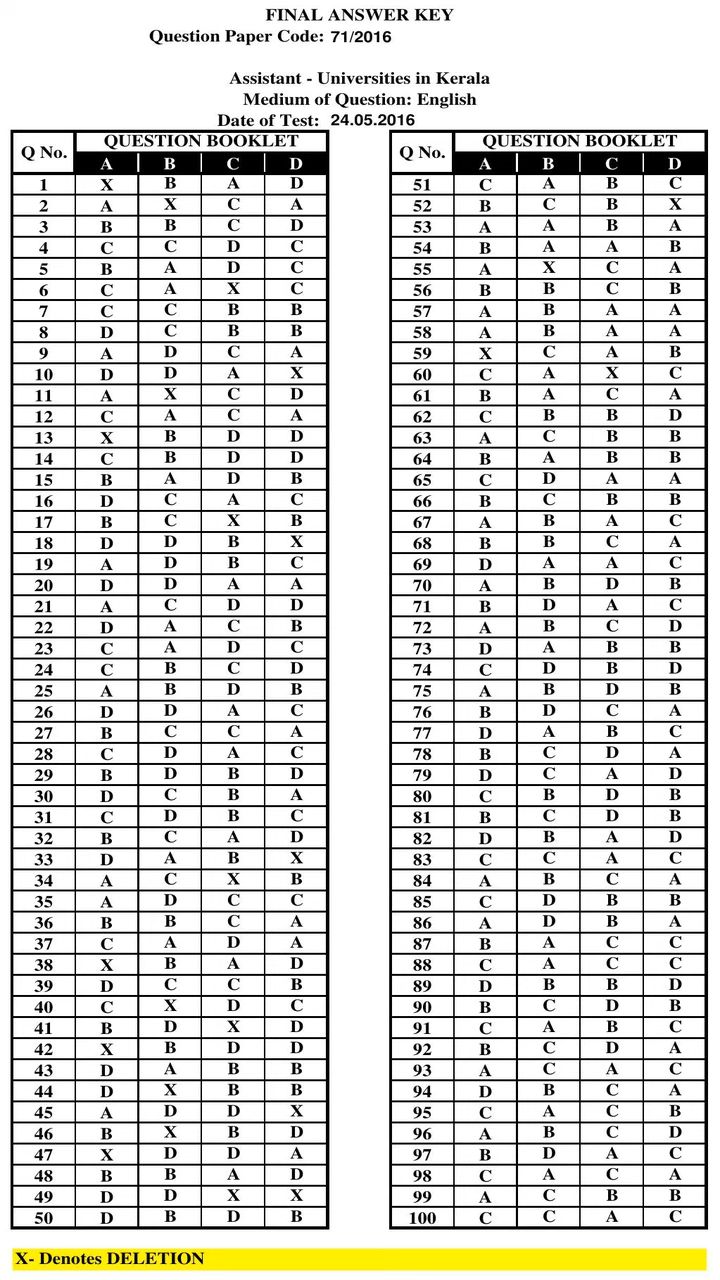 FINAL ANSWER KEY
Question Paper Code: 71/2016
Assistant - Universities in Kerala
Medium of Question: English
Date of Test: 24.05.2016
Q No. QUESTION BOOKLET
A B C D
1 X B A D
2 A X C A
3 B B C D
4 C C D C
5 B A D C
6 C A X C
7 C C B B
8 D C B B
9 A D C A
10 D D A X
11 A X C D
12 C A C A
13 X B D D
14 C B D D
15 B A D B
16 D C A C
17 B C X B
18 D D B X
19 A D B C
20 D D A A
21 A C D D
22 D A C B
23 C A D C
24 C B C D
25 A B D B
26 D D A C
27 B C C A
28 C D A C
29 B D B D
30 D C B A
31 C D B C
32 B C A D
33 D A B X
34 A C X B
35 A D C C
36 B B C A
37 C A D A
38 X B A D
39 D C C B
40 C X D C
41 B D X D
42 X B D D
43 D A B B
44 D X B B
45 A D D X
46 B X B D
47 X D D A
48 B B A D
49 D D X X
50 D B D B
Q No. QUESTION BOOKLET
A B C D
51 C A B C
52 B C B X
53 A A B A
54 B A A B
55 A X C A
56 B B C B
57 A B A A
58 A B A A
59 X C A B
60 C A X C
61 B A C A
62 C B B D
63 A C B B
64 B A B B
65 C D A A
66 B C B B
67 A B A C
68 B B C A
69 D A A C
70 A B D B
71 B D A C
72 A B C D
73 D A B B
74 C D B D
75 A B D B
76 B D C A
77 D A B C
78 B C D A
79 D C A D
80 C B D B
81 B C D B
82 D B A D
83 C C A C
84 A B C A
85 C D B B
86 A D B A
87 B A C C
88 C A C C
89 D B B D
90 B C D B
91 C A B C
92 B C D A
93 A C A C
94 D B C A
95 C A C B
96 A B C D
97 B D A C
98 C A C A
99 A C B B
100 C C A C
X- Denotes DELETION